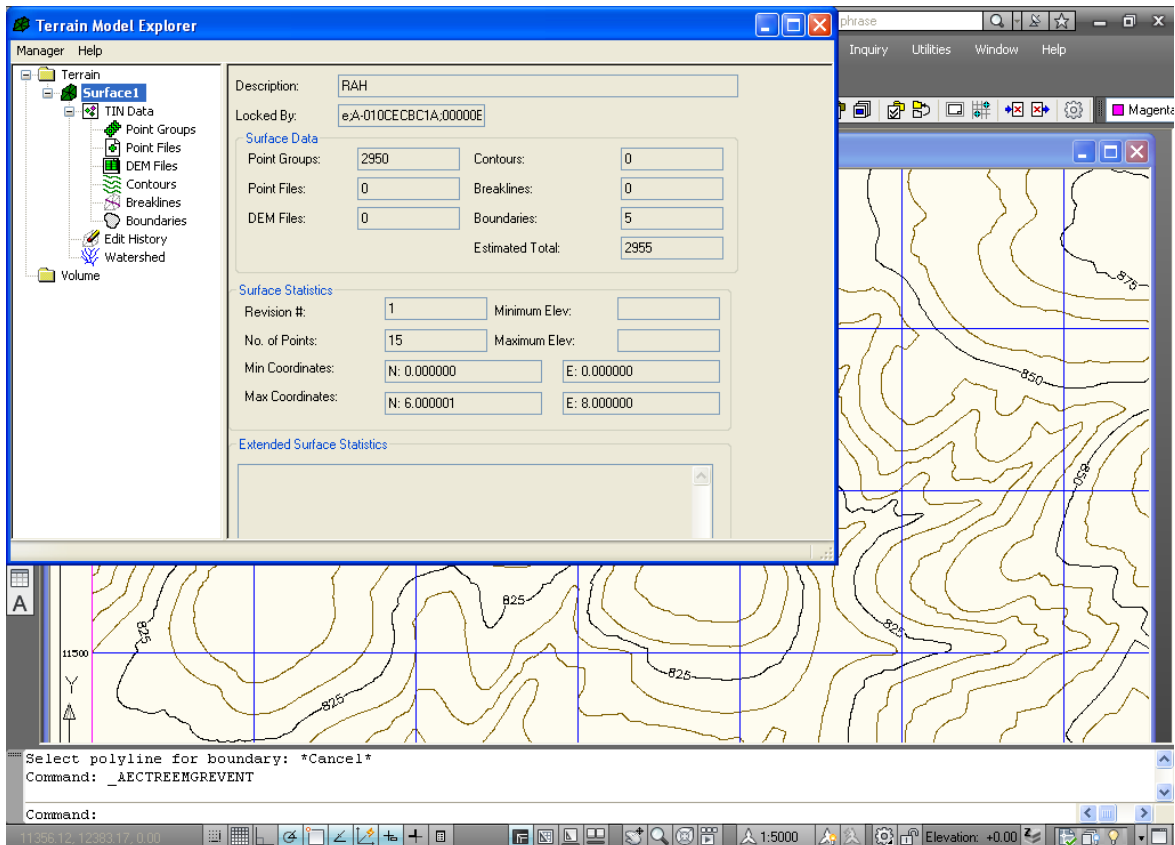 Terrain Model Explorer
phrase
Manager Help
Inquiry Utilities Window Help
Terrain
Surface1
TIN Data
Point Groups
Point Files
DEM Files
Contours
Breaklines
Boundaries
Edit History
Watershed
Volume
Description: RAH
Locked By: e;A-010CECBC1A;00000E
Surface Data
Point Groups: 2950 Contours: 0
Point Files: 0 Breaklines: 0
DEM Files: 0 Boundaries: 5
Estimated Total: 2955
Surface Statistics
Revision #: 1 Minimum Elev:
No. of Points: 15 Maximum Elev:
Min Coordinates: N: 0.000000 E: 0.000000
Max Coordinates: N: 6.000001 E: 8.000000
Extended Surface Statistics
Magenta
875
850
850
825
825
825
825
825
11500
Y
A
Select polyline for boundary: *Cancel*
Command: _AECTREEMGREVENT
Command:
11356.12, 12383.17, 0.00 1:5000 Elevation: +0.00